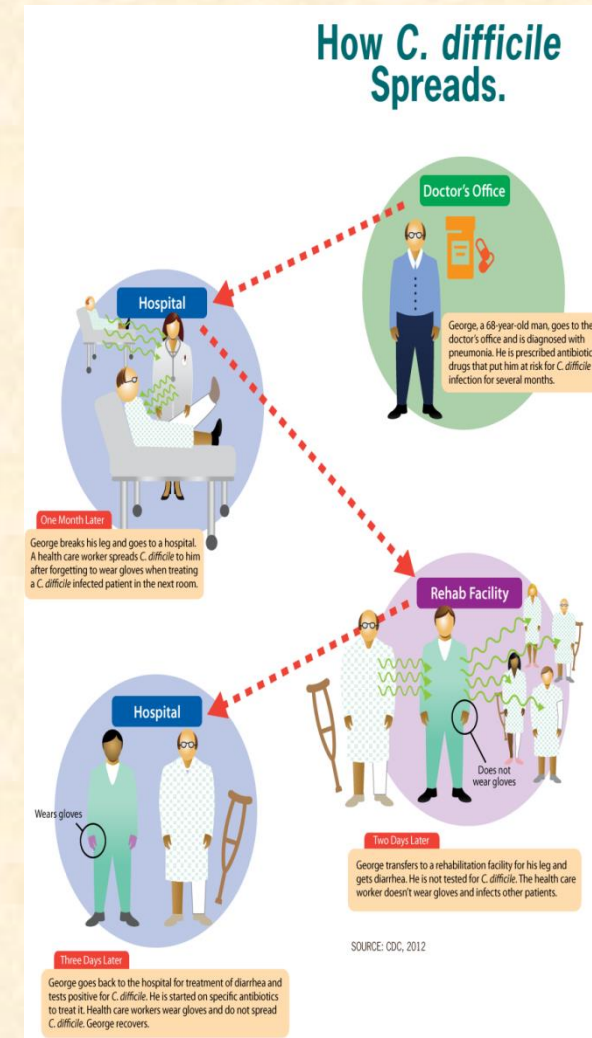 How C. difficile
Spreads.
Doctor's Office
George, a 68-year-old man, goes to the
doctor's office and is diagnosed with
pneumonia. He is prescribed antibiotic
drugs that put him at risk for C. difficile
infection for several months.
Hospital
One Month Later
George breaks his leg and goes to a hospital.
A health care worker spreads C. difficile to him
after forgetting to wear gloves when treating
a C. difficile infected patient in the next room.
Rehab Facility
Does not
wear gloves
Two Days Later
George transfers to a rehabilitation facility for his leg and
gets diarrhea. He is not tested for C. difficile. The health care
worker doesn't wear gloves and infects other patients.
Hospital
Wears gloves
Three Days Later
George goes back to the hospital for treatment of diarrhea and
tests positive for C. difficile. He is started on specific antibiotics
to treat it. Health care workers wear gloves and do not spread
C. difficile. George recovers.
SOURCE: CDC, 2012